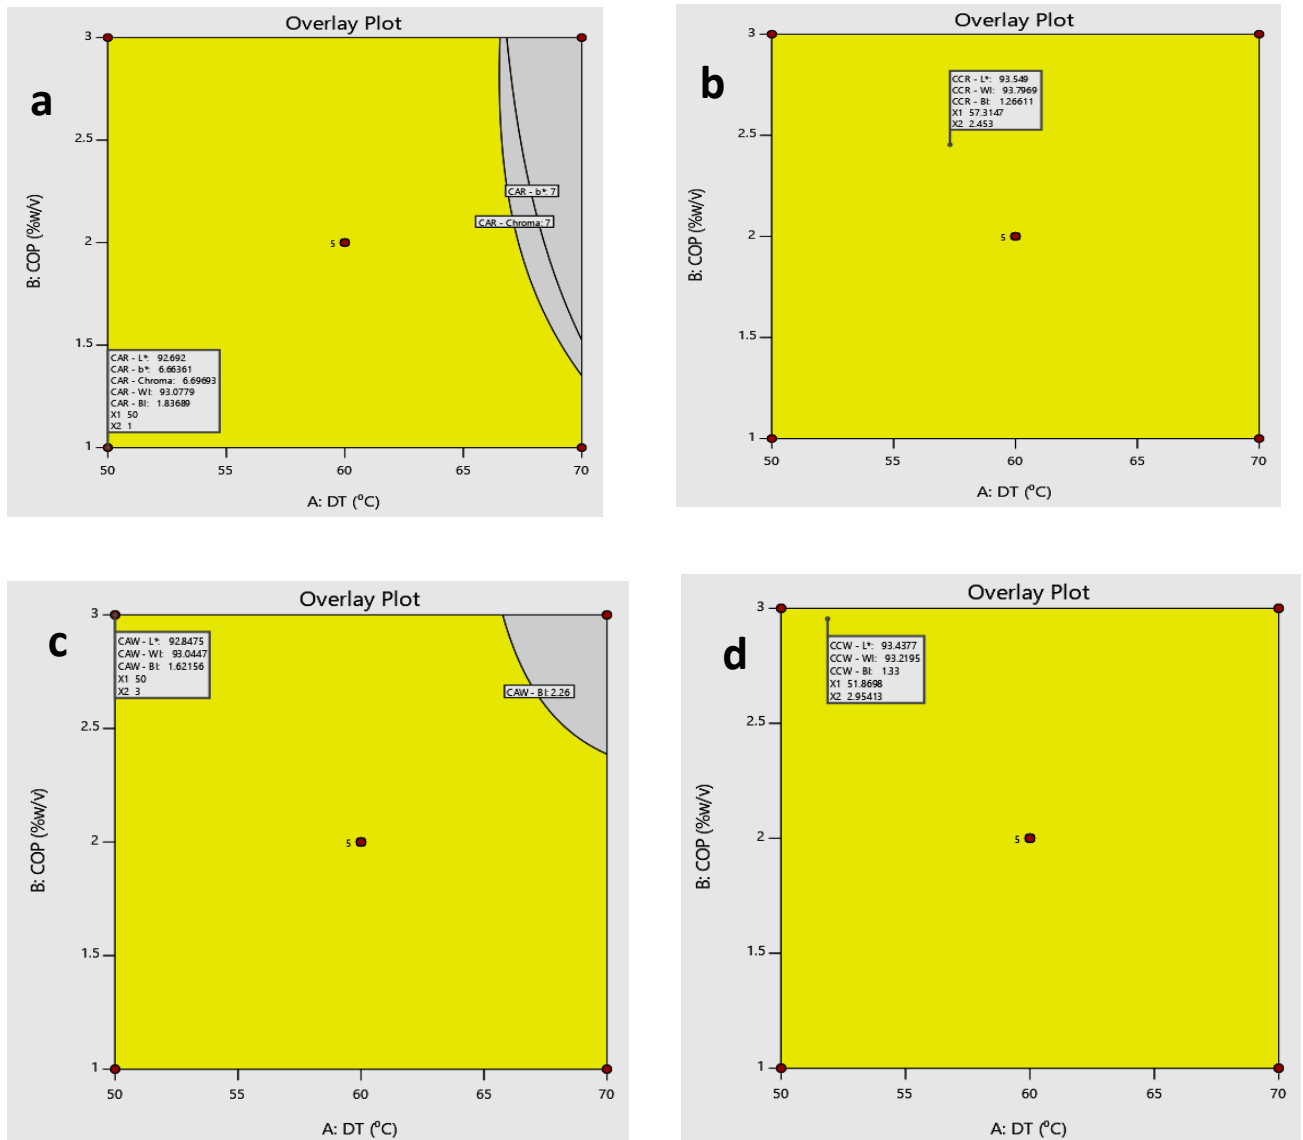 a
Overlay Plot
3
2.5
2
1.5
1
B: COP (%w/v)
CAR - b*: 7
CAR - Chroma: 7
5
CAR - L*: 92.692
CAR - b*: 6.66361
CAR - Chroma: 6.69693
CAR - WI: 93.0779
CAR - BI: 1.83689
X1 50
X2 1
50 55 60 65 70
A: DT (⁰C)
b
Overlay Plot
3
2.5
2
1.5
1
B: COP (%w/v)
CCR - L*: 93.549
CCR - WI: 93.7969
CCR - BI: 1.26611
X1 57.3147
X2 2.453
5
50 55 60 65 70
A: DT (⁰C)
c
Overlay Plot
3
2.5
2
1.5
1
B: COP (%w/v)
CAW - L*: 92.8475
CAW - WI: 93.0447
CAW - BI: 1.62156
X1 50
X2 3
CAW - BI: 2.26
5
50 55 60 65 70
A: DT (⁰C)
d
Overlay Plot
3
2.5
2
1.5
1
B: COP (%w/v)
CCW - L*: 93.4377
CCW - WI: 93.2195
CCW - BI: 1.33
X1 51.8698
X2 2.95413
5
50 55 60 65 70
A: DT (⁰C)